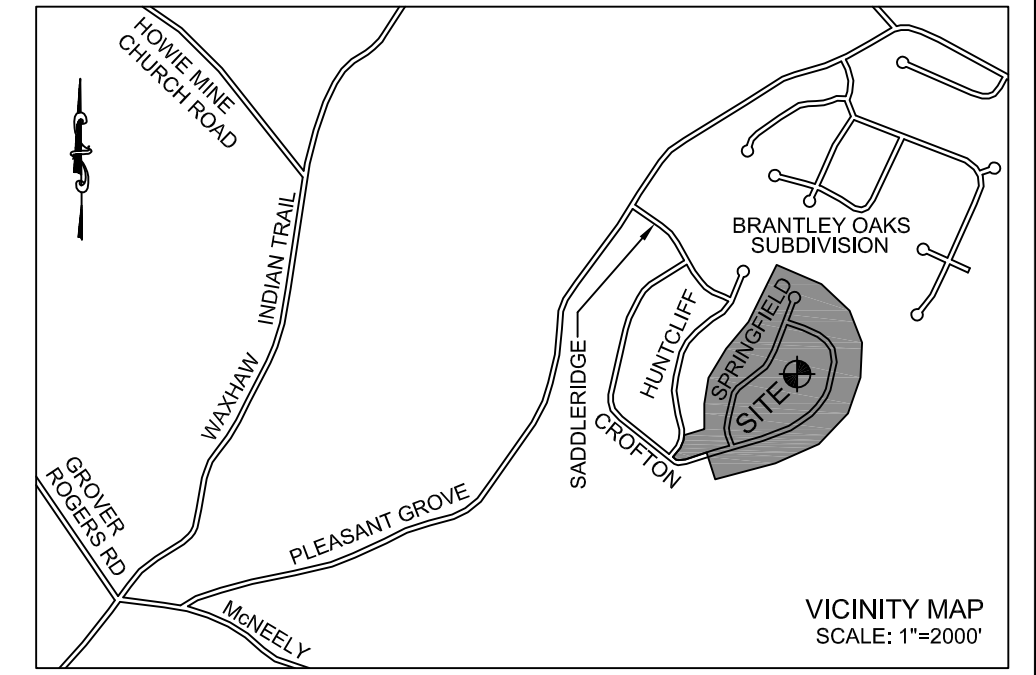 HOWIE MINE
CHURCH ROAD
WAXHAW INDIAN TRAIL
BRANTLEY OAKS
SUBDIVISION
SPRINGFIELD
HUNTCLIFF
SITE
SADDLERIDGE
CROFTON
GROVER
ROGERS RD
PLEASANT GROVE
McNEELY
VICINITY MAP
SCALE: 1"=2000'